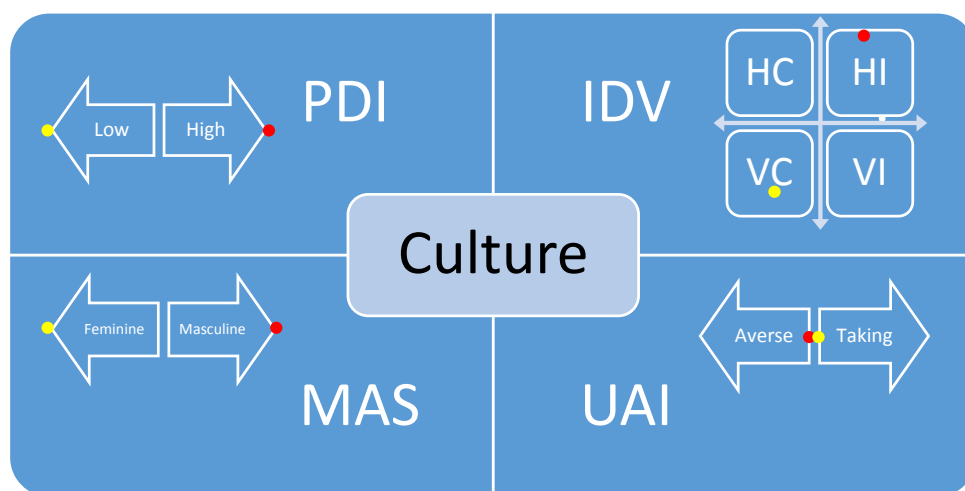 PDI
Low High
IDV
HC HI
VC VI
Culture
Feminine Masculine
MAS
Averse Taking
UAI